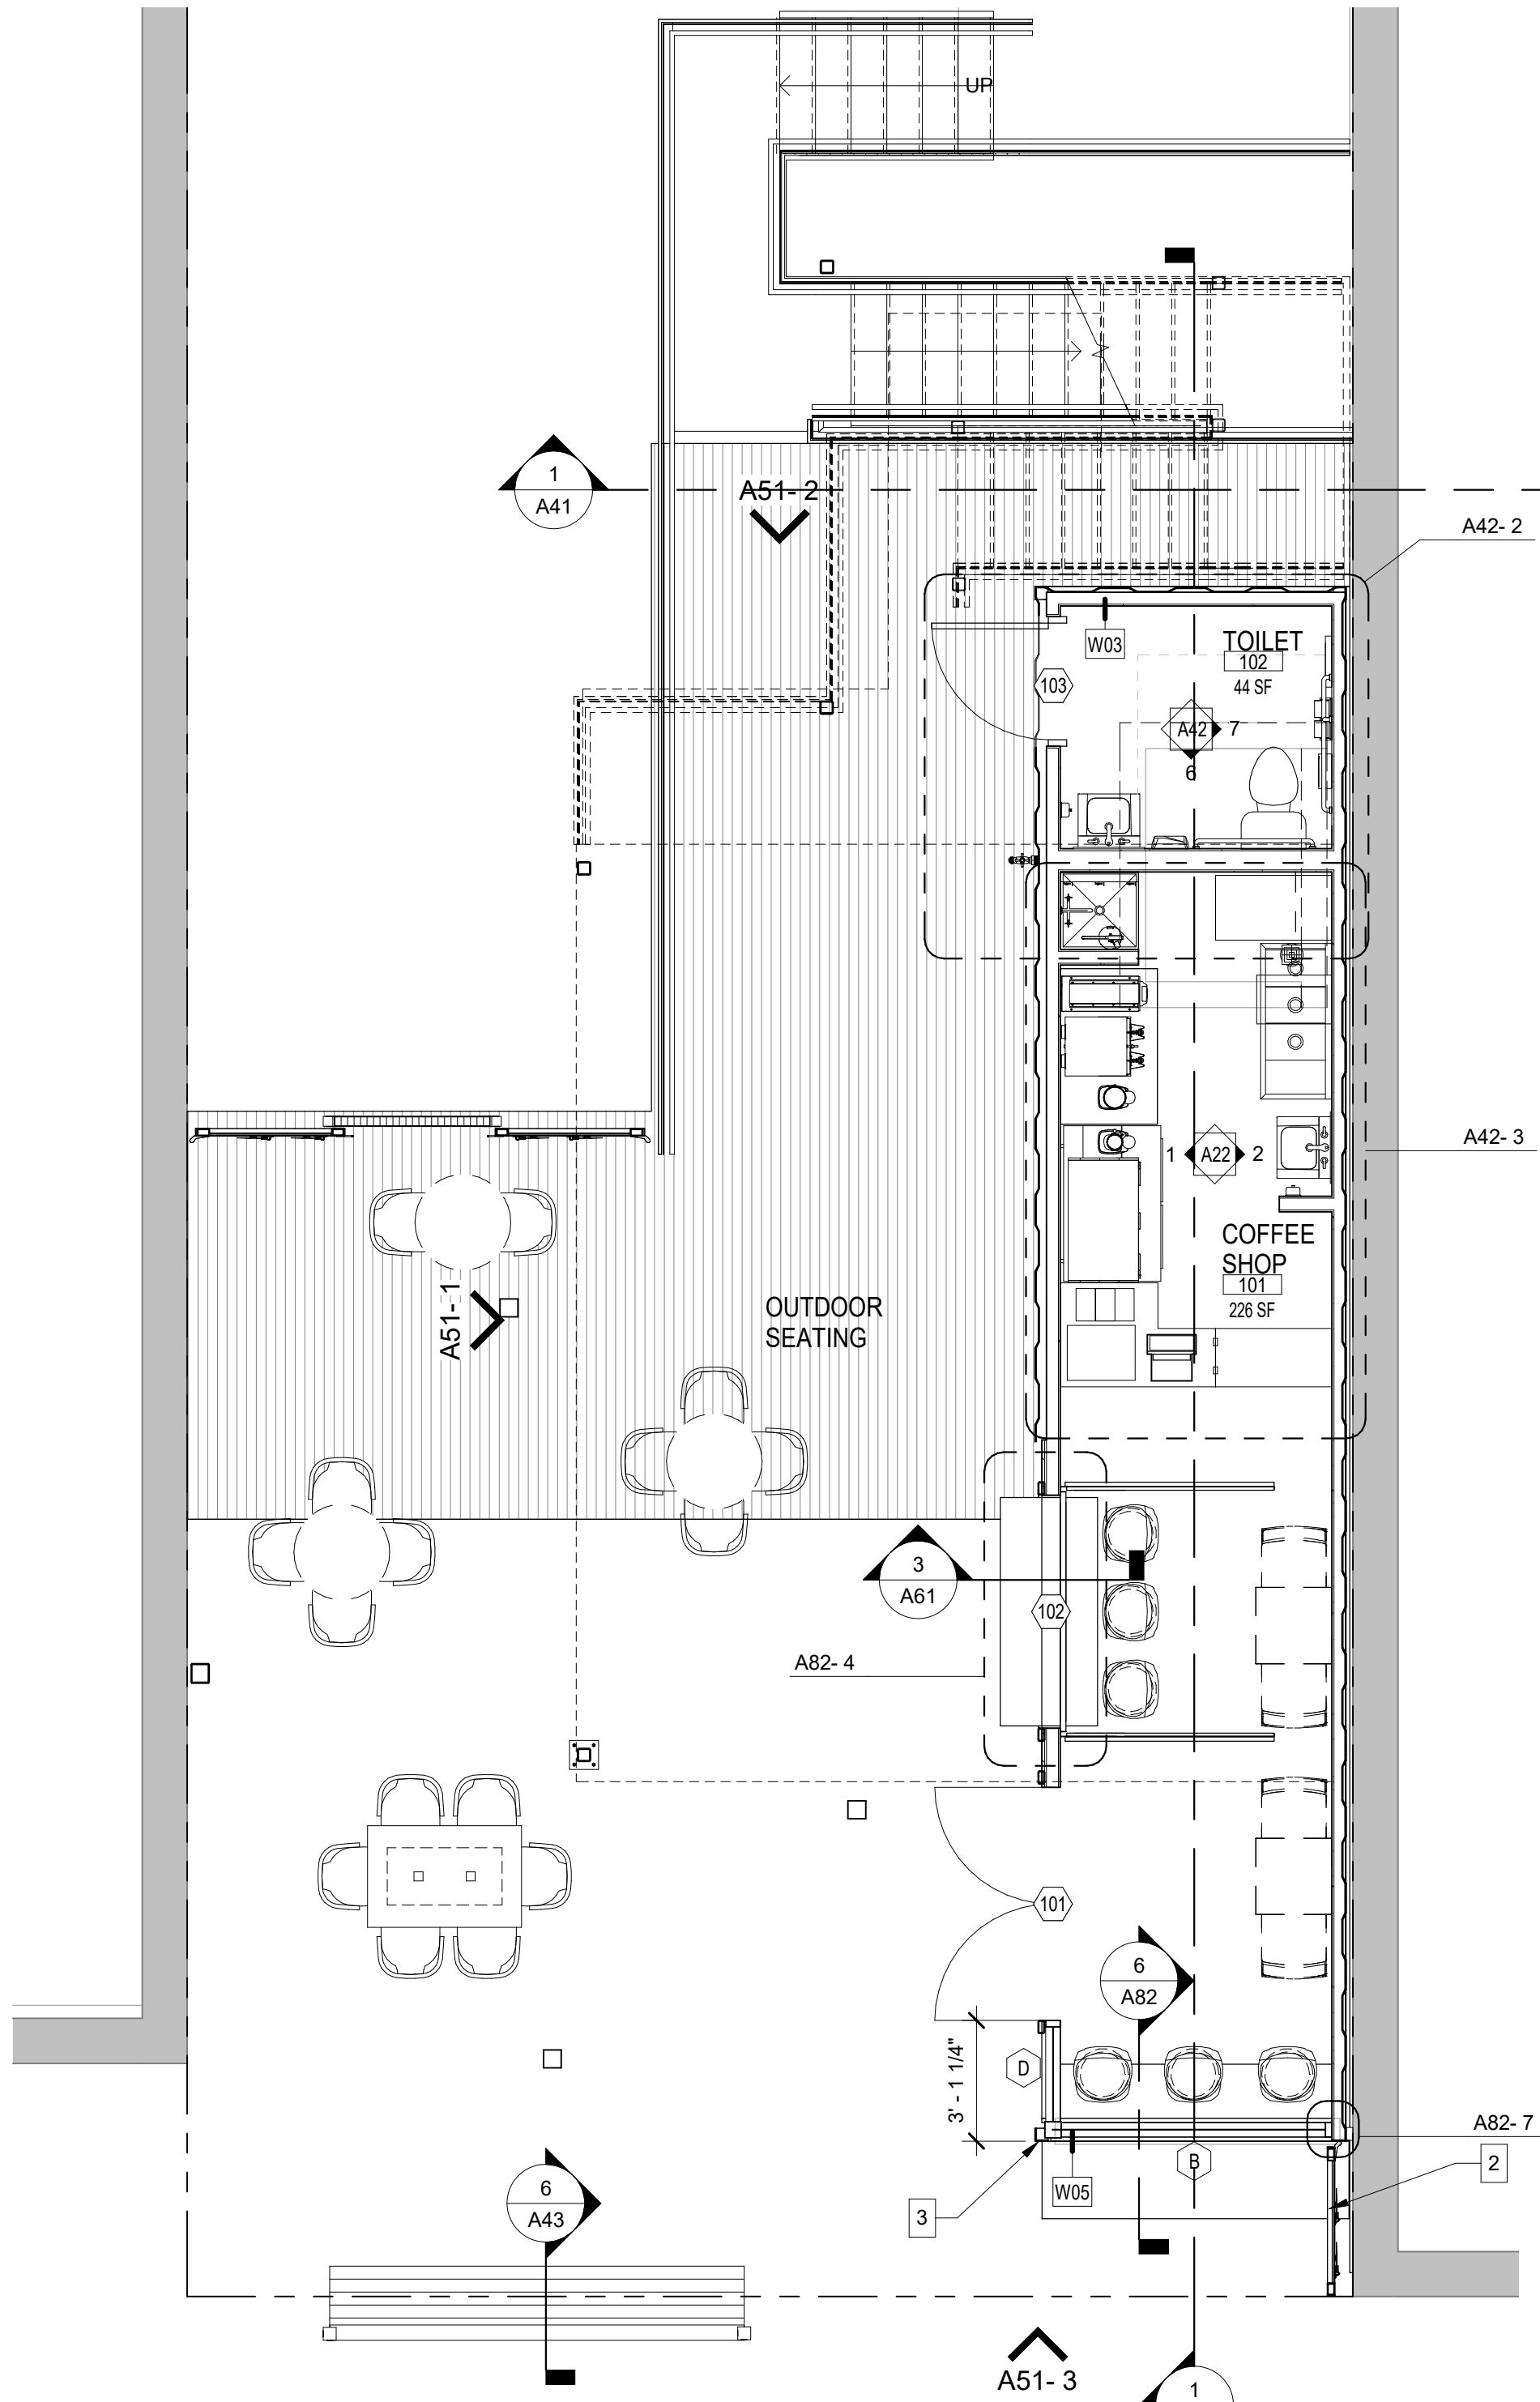 UP
1
A41
A51- 2
A42- 2
W03
TOILET
102
44 SF
103
A42
7
6
1
A22
2
A42- 3
COFFEE
SHOP
101
226 SF
A51- 1
OUTDOOR
SEATING
3
A61
102
A82- 4
101
6
A82
D
3' - 1 1/4"
A82- 7
2
B
W05
3
6
A43
A51- 3
1